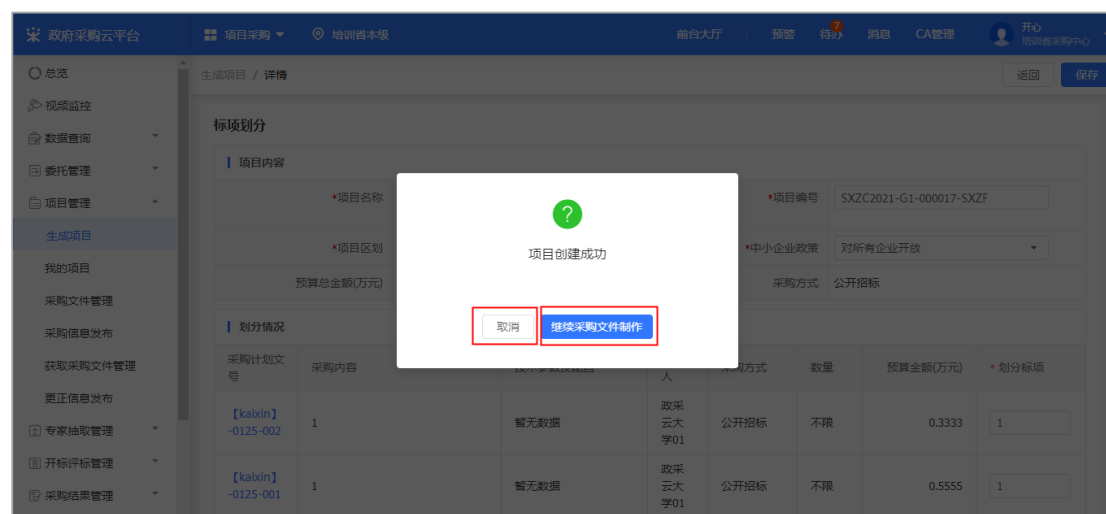 政府采购云平台 项目采购 培训省本级 前台大厅 预警 待办 7 消息 CA管理 开心
培训省采购中心
总览
生成项目 / 详情 返回 保存
视频监控
数据查询
标项划分
委托管理
项目内容
项目管理
*项目名称
*项目编号 SXZC2021-G1-000017-SXZF
生成项目
*项目区划
项目创建成功
*中小企业政策 对所有企业开放
我的项目
预算总金额(万元)
采购方式 公开招标
采购文件管理
采购信息发布
划分情况
取消 继续采购文件制作
获取采购文件管理
采购计划文号 采购内容 人 采购方式 数量 预算金额(万元) * 划分标项
更正信息发布
专家抽取管理
【kaixin】-0125-002 1 暂无数据 政采云大学01 公开招标 不限 0.3333 1
开标评标管理
采购结果管理
【kaixin】-0125-001 1 暂无数据 政采云大学01 公开招标 不限 0.5555 1